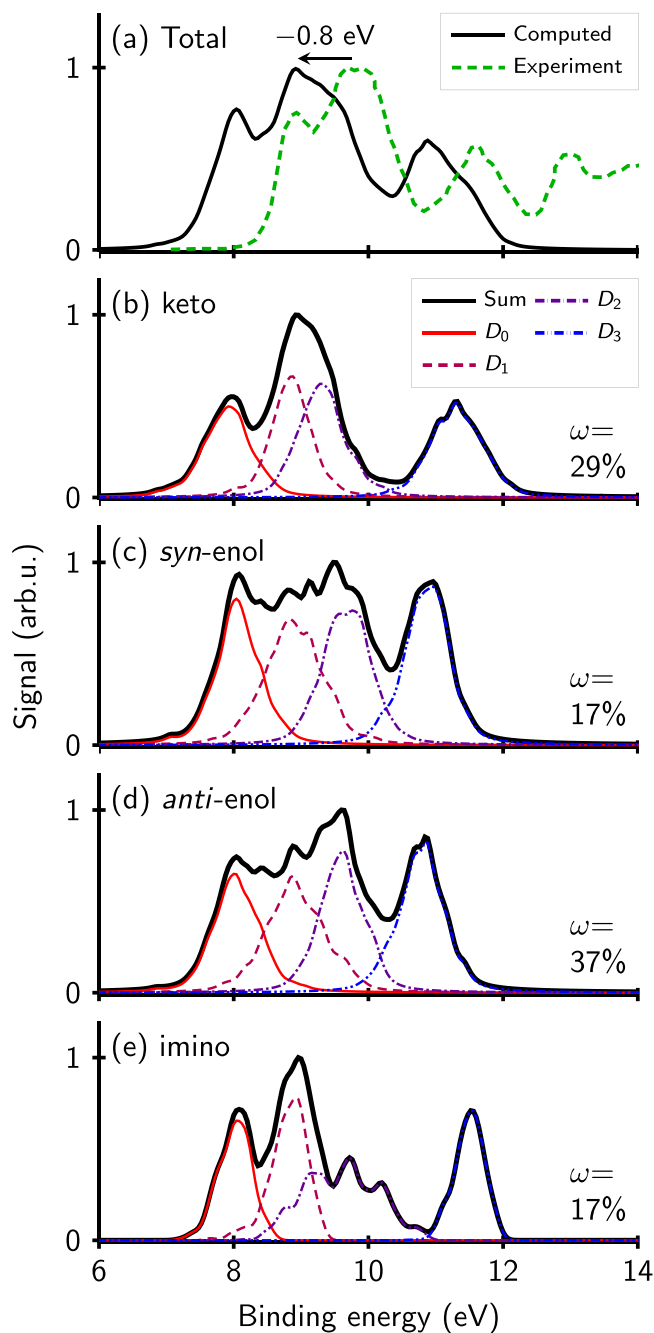 (a) Total
−0.8 eV
Computed
Experiment
1
0
(b) keto
Sum
D0
D1
D2
D3
1
ω=
29%
0
(c) syn-enol
1
ω=
17%
0
Signal (arb.u.)
(d) anti-enol
1
ω=
37%
0
(e) imino
1
ω=
17%
0
6 8 10 12 14
Binding energy (eV)